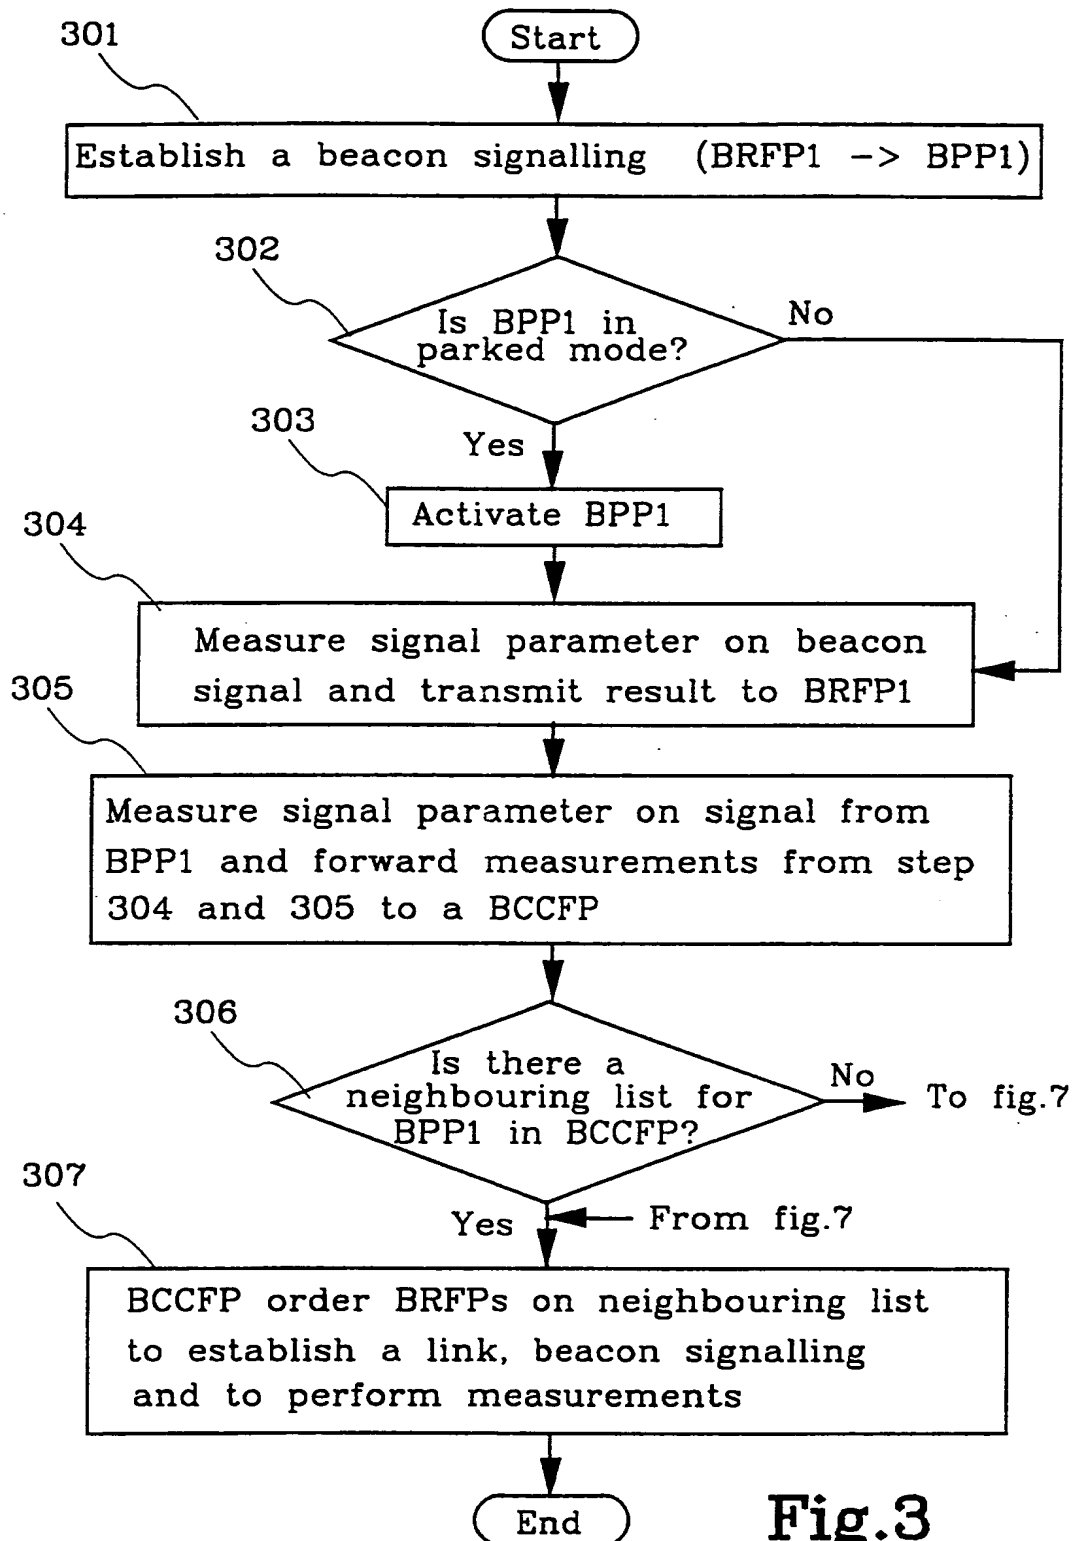 301
Start
Establish a beacon signalling (BRFP1 -> BPP1)
302
Is BPP1 in
parked mode?
No
303
Yes
Activate BPP1
304
Measure signal parameter on beacon
signal and transmit result to BRFP1
305
Measure signal parameter on signal from
BPP1 and forward measurements from step
304 and 305 to a BCCFP
306
Is there a
neighbouring list for
BPP1 in BCCFP?
No
To fig.7
307
Yes
From fig.7
BCCFP order BRFPs on neighbouring list
to establish a link, beacon signalling
and to perform measurements
End
Fig.3